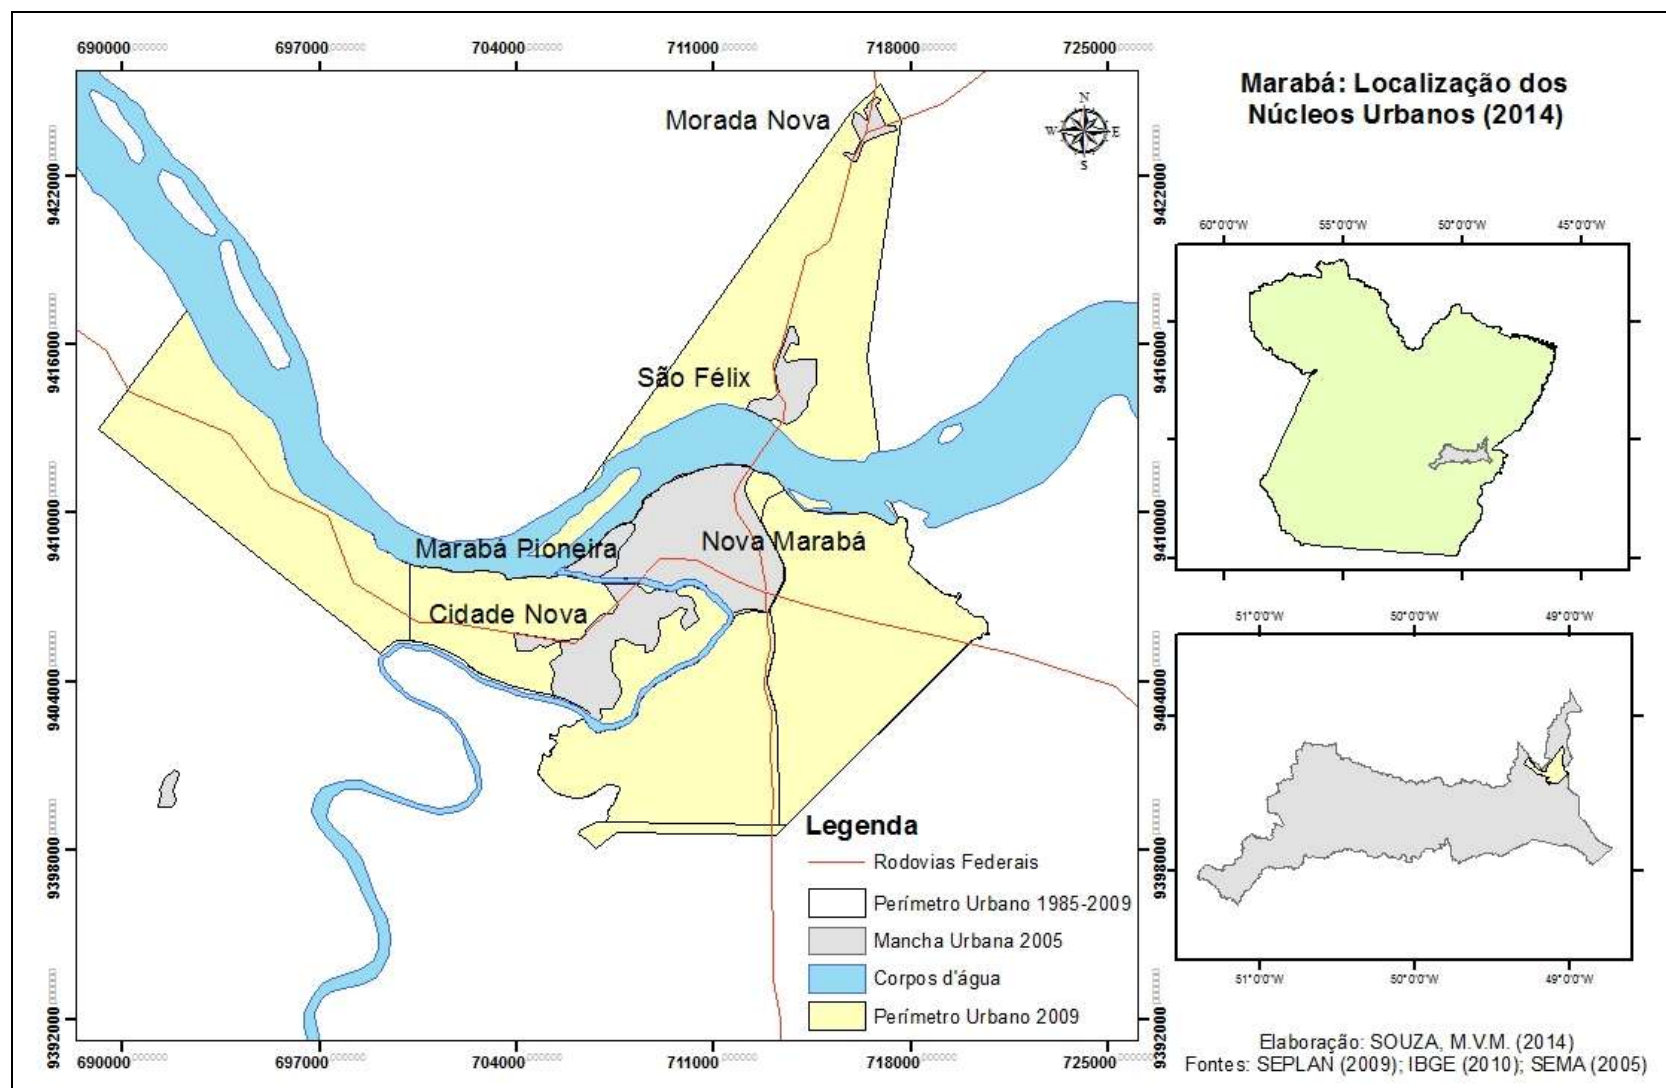 690000 697000 704000 711000 718000 725000
Marabá: Localização dos
Núcleos Urbanos (2014)
Morada Nova
N
W E
S
9422000
9422000
60°0'0"W 55°0'0"W 50°0'0"W 45°0'0"W
9416000
9416000
São Félix
9410000
9410000
Marabá Pioneira
Nova Marabá
Cidade Nova
51°0'0"W 50°0'0"W 49°0'0"W
9404000
9404000
9398000
9398000
Legenda
Rodovias Federais
Perímetro Urbano 1985-2009
Mancha Urbana 2005
Corpos d'água
Perímetro Urbano 2009
51°0'0"W 50°0'0"W 49°0'0"W
9392000
9392000
690000 697000 704000 711000 718000 725000
Elaboração: SOUZA, M.V.M. (2014)
Fontes: SEPLAN (2009); IBGE (2010); SEMA (2005)